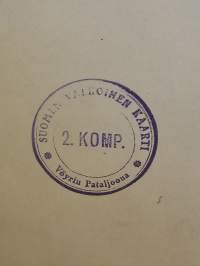 SUOMEN VALKOINEN KAARTI
2. KOMP.
Vöyrin Pataljoona